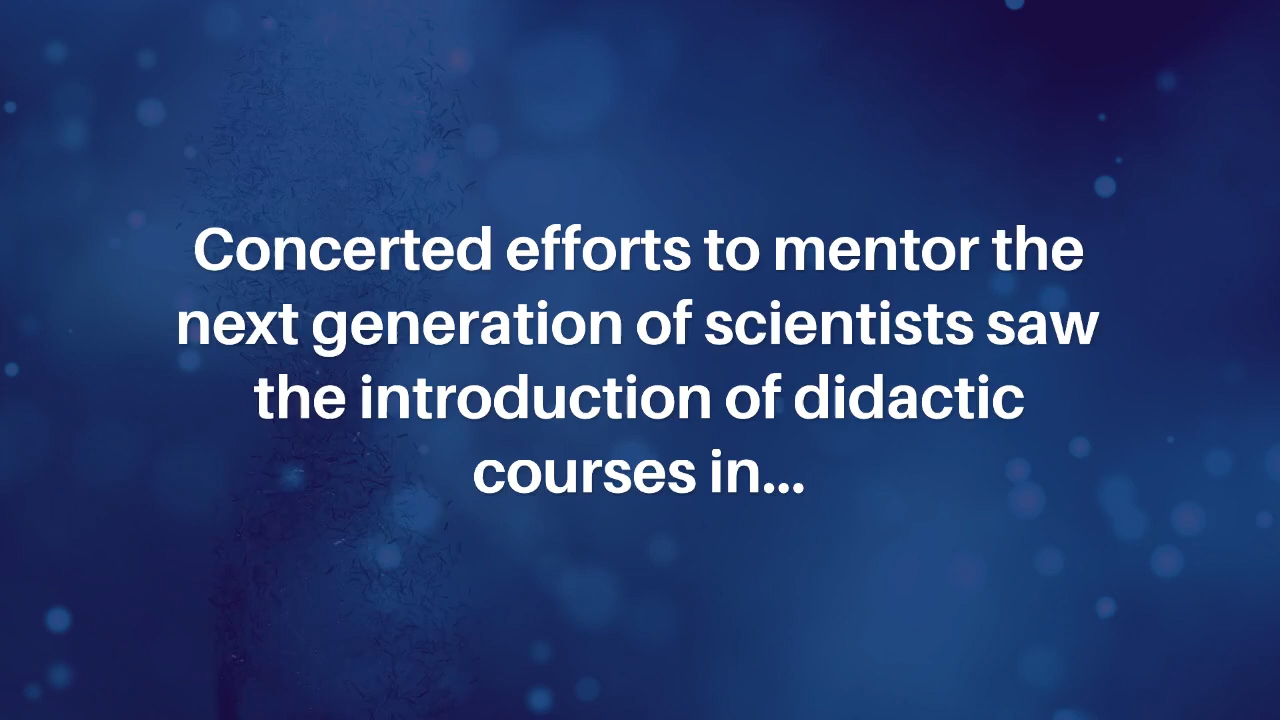 Concerted efforts to mentor the
next generation of scientists saw
the introduction of didactic
courses in...